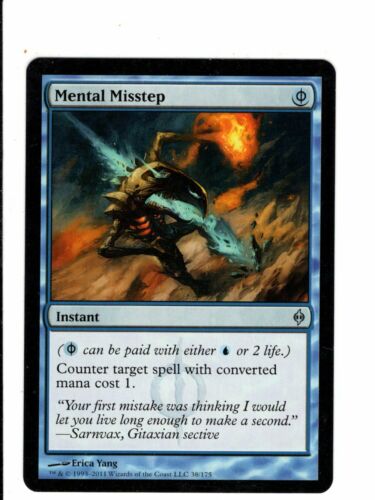 Mental Misstep
Instant
( can be paid with either or 2 life.)
Counter target spell with converted
mana cost 1.
"Your first mistake was thinking I would
let you live long enough to make a second."
—Sarnvax, Gitaxian sective
Erica Yang
™ & © 1993–2011 Wizards of the Coast LLC 38/175